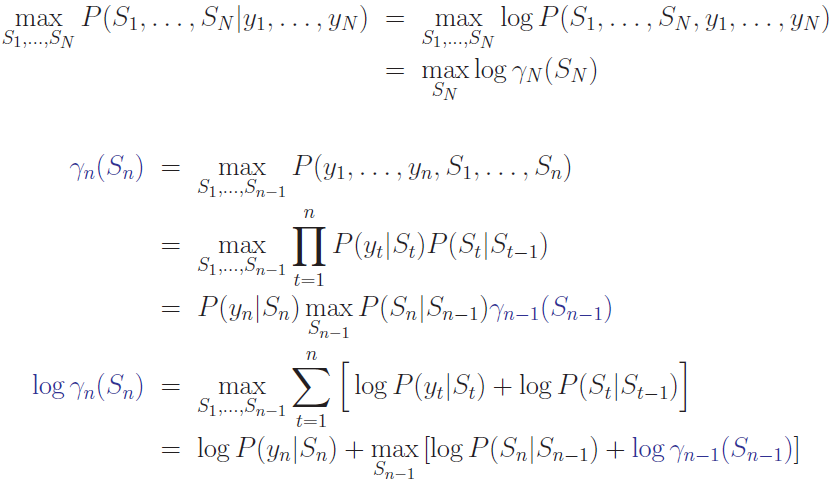 max_{S_1,...,S_N} P(S_1, . . . , S_N|y_1, . . . , y_N) = max_{S_1,...,S_N} log P(S_1, . . . , S_N, y_1, . . . , y_N)
= max_{S_N} log γ_N(S_N)
γ_n(S_n) = max_{S_1,...,S_{n−1}} P(y_1, . . . , y_n, S_1, . . . , S_n)
= max_{S_1,...,S_{n−1}} ∏_{t=1}^{n} P(y_t|S_t)P(S_t|S_{t−1})
= P(y_n|S_n) max_{S_{n−1}} P(S_n|S_{n−1})γ_{n−1}(S_{n−1})
log γ_n(S_n) = max_{S_1,...,S_{n−1}} ∑_{t=1}^{n} [log P(y_t|S_t) + log P(S_t|S_{t−1})]
= log P(y_n|S_n) + max_{S_{n−1}} [log P(S_n|S_{n−1}) + log γ_{n−1}(S_{n−1})]